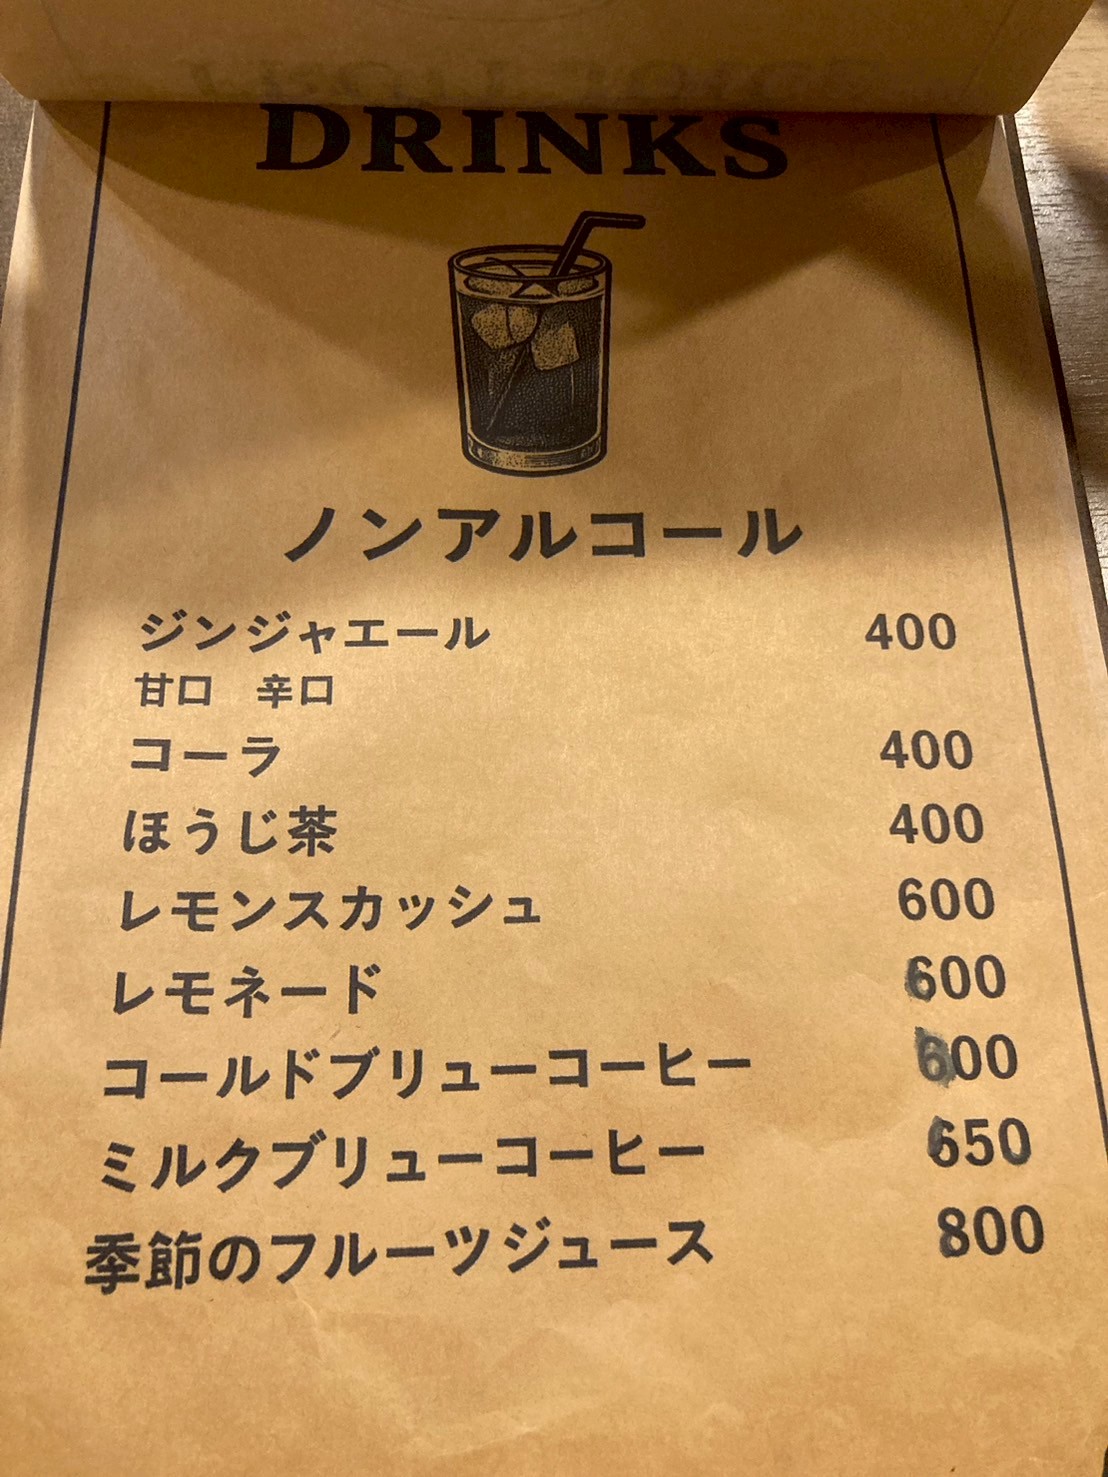 DRINKS
ノンアルコール
ジンジャエール 400
甘口 辛口
コーラ 400
ほうじ茶 400
レモンスカッシュ 600
レモネード 600
コールドブリューコーヒー 600
ミルクブリューコーヒー 650
季節のフルーツジュース 800